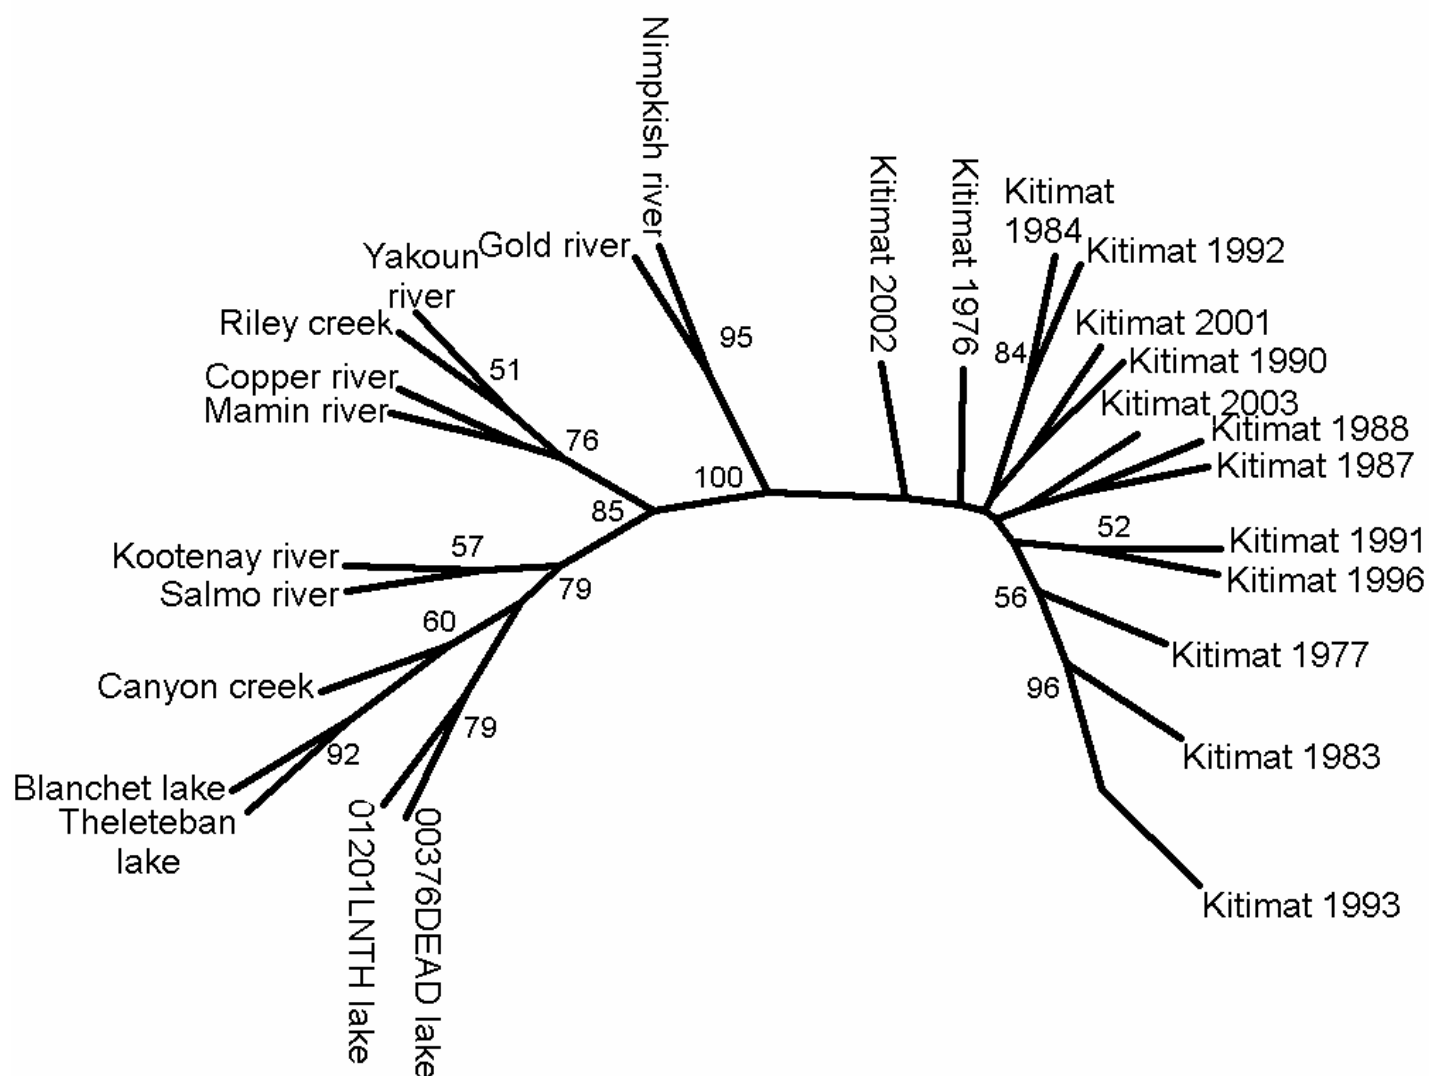 Nimpkish river
Gold river
Yakoun
river
Riley creek
Copper river
Mamin river
95
51
76
100
85
Kitimat 2002
Kitimat 1976
Kitimat
1984
Kitimat 1992
84
Kitimat 2001
Kitimat 1990
Kitimat 2003
Kitimat 1988
Kitimat 1987
52
Kitimat 1991
Kitimat 1996
56
Kitimat 1977
96
Kitimat 1983
Kitimat 1993
Kootenay river
57
Salmo river
79
60
Canyon creek
79
92
Blanchet lake
Theleteban
lake
01201LNTH lake
00376DEAD lake